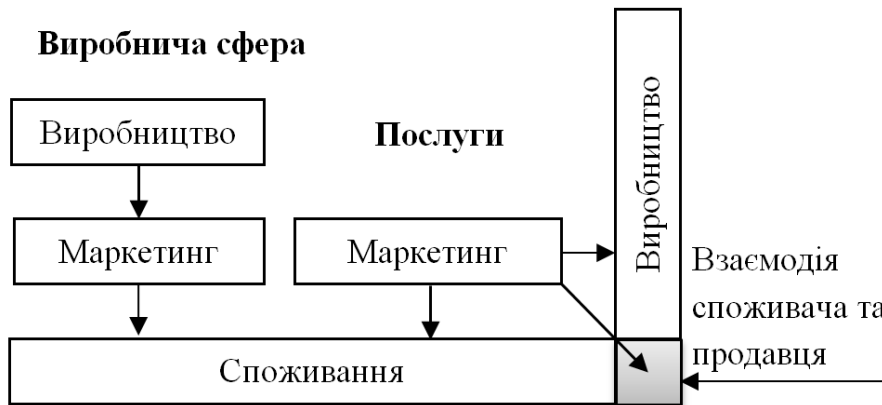 Виробнича сфера
Виробництво
Послуги
Маркетинг
Маркетинг
Виробництво
Взаємодія
споживача та
продавця
Споживання